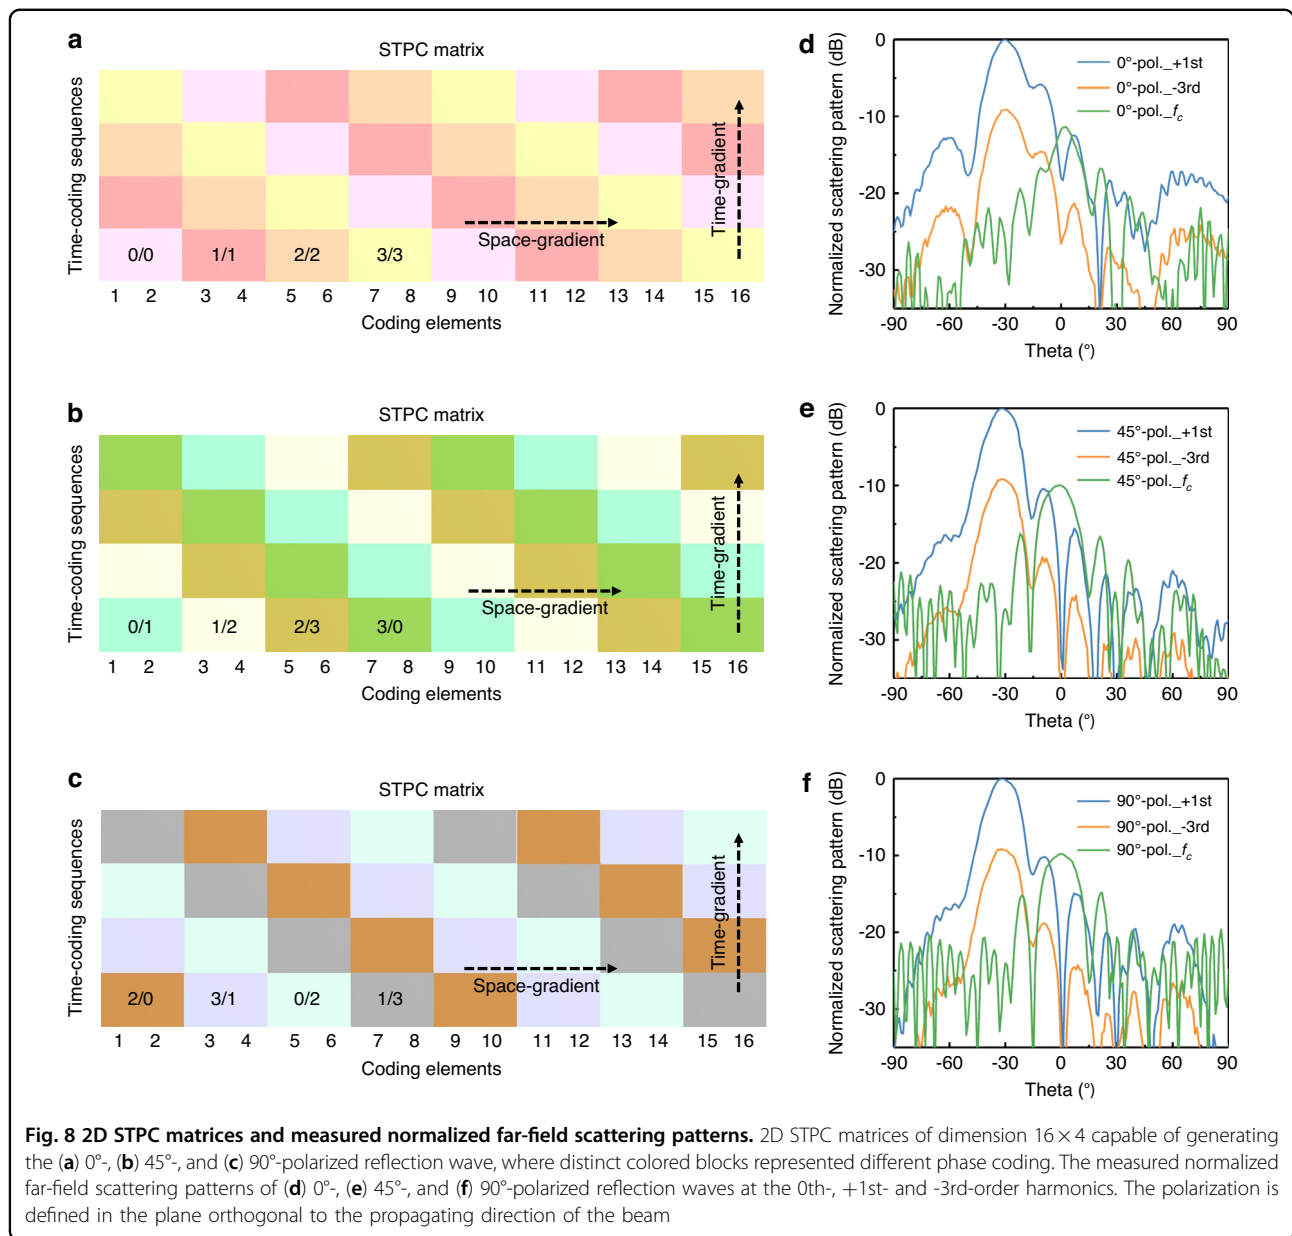 a
STPC matrix
Time-coding sequences
0/0 1/1 2/2 3/3
Space-gradient
Time-gradient
1 2 3 4 5 6 7 8 9 10 11 12 13 14 15 16
Coding elements
d
Normalized scattering pattern (dB)
0
-10
-20
-30
0°-pol._+1st
0°-pol._-3rd
0°-pol._fc
-90 -60 -30 0 30 60 90
Theta (°)
b
STPC matrix
Time-coding sequences
0/1 1/2 2/3 3/0
Space-gradient
Time-gradient
1 2 3 4 5 6 7 8 9 10 11 12 13 14 15 16
Coding elements
e
Normalized scattering pattern (dB)
0
-10
-20
-30
45°-pol._+1st
45°-pol._-3rd
45°-pol._fc
-90 -60 -30 0 30 60 90
Theta (°)
c
STPC matrix
Time-coding sequences
2/0 3/1 0/2 1/3
Space-gradient
Time-gradient
1 2 3 4 5 6 7 8 9 10 11 12 13 14 15 16
Coding elements
f
Normalized scattering pattern (dB)
0
-10
-20
-30
90°-pol._+1st
90°-pol._-3rd
90°-pol._fc
-90 -60 -30 0 30 60 90
Theta (°)
Fig. 8 2D STPC matrices and measured normalized far-field scattering patterns. 2D STPC matrices of dimension 16 × 4 capable of generating
the (a) 0°-, (b) 45°-, and (c) 90°-polarized reflection wave, where distinct colored blocks represented different phase coding. The measured normalized
far-field scattering patterns of (d) 0°-, (e) 45°-, and (f) 90°-polarized reflection waves at the 0th-, +1st- and -3rd-order harmonics. The polarization is
defined in the plane orthogonal to the propagating direction of the beam